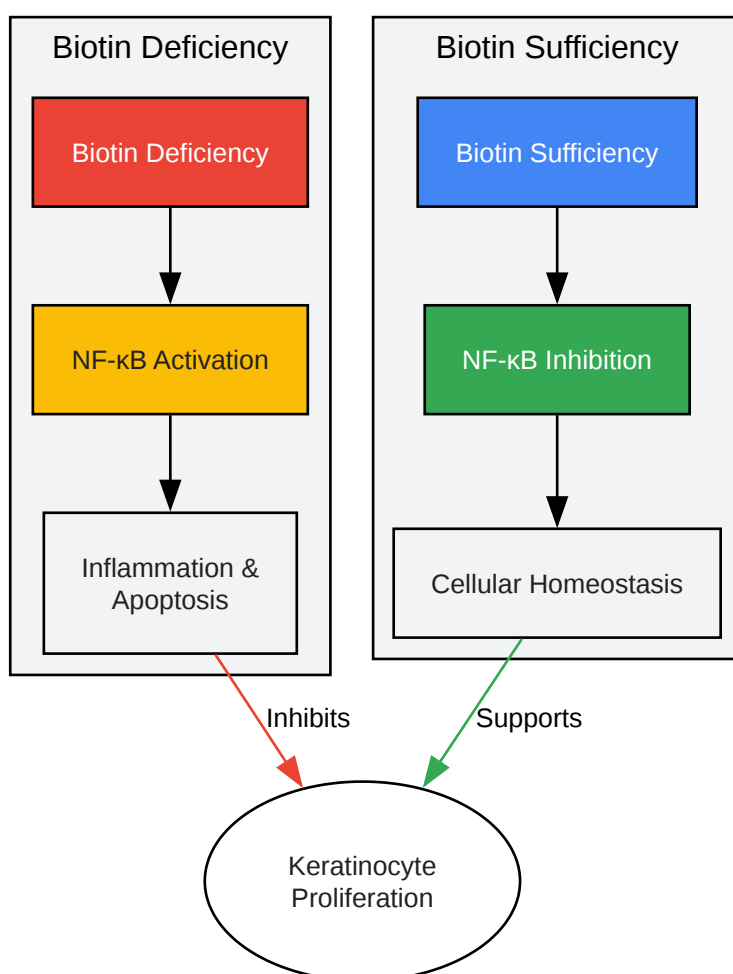 Biotin Deficiency
Biotin Deficiency
NF-κB Activation
Inflammation &
Apoptosis
Biotin Sufficiency
Biotin Sufficiency
NF-κB Inhibition
Cellular Homeostasis
Inhibits
Supports
Keratinocyte
Proliferation